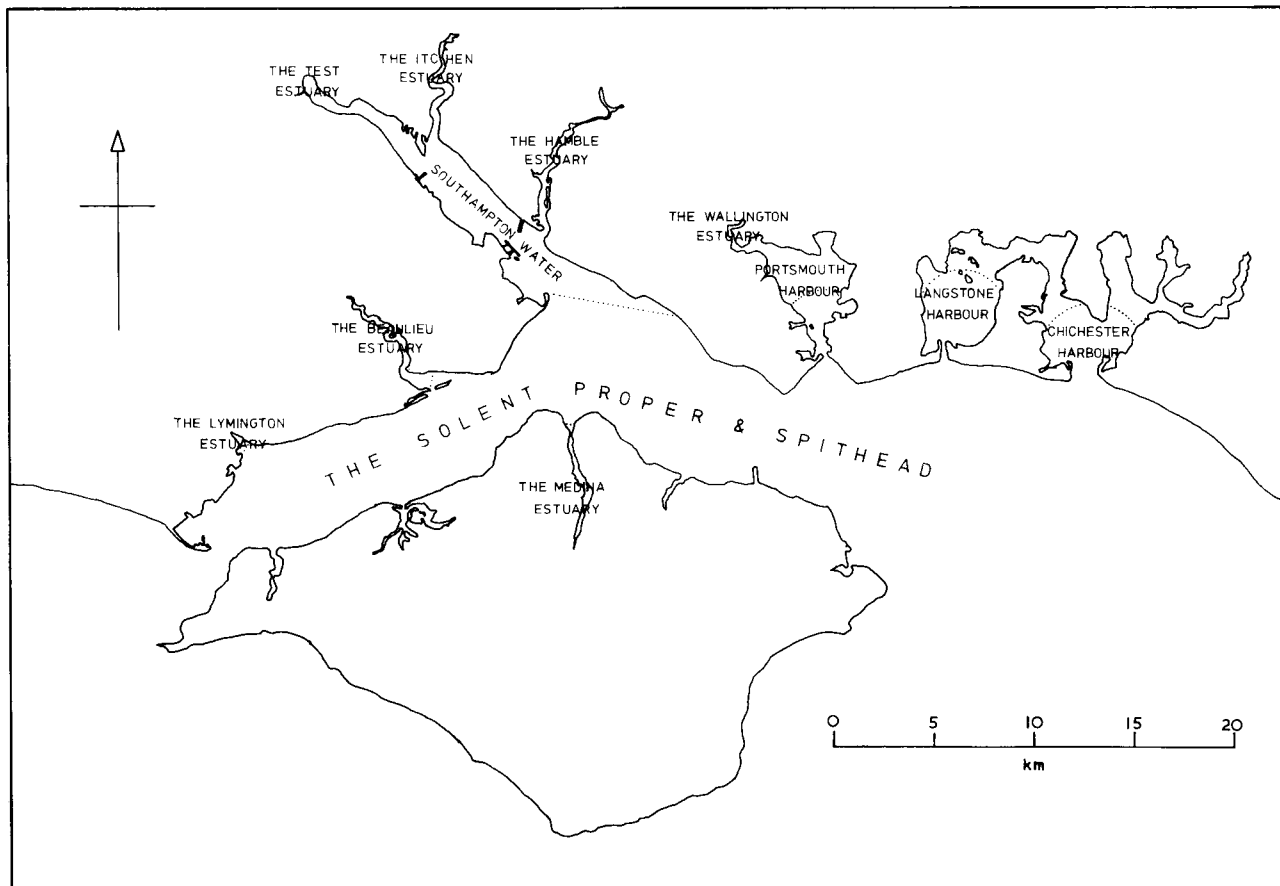 THE ITCHEN
ESTUARY
THE TEST
ESTUARY
THE HAMBLE
ESTUARY
SOUTHAMPTON WATER
THE WALLINGTON
ESTUARY
PORTSMOUTH
HARBOUR
LANGSTONE
HARBOUR
CHICHESTER
HARBOUR
THE BEAULIEU
ESTUARY
THE LYMINGTON
ESTUARY
THE SOLENT PROPER & SPITHEAD
THE MEDINA
ESTUARY
0 5 10 15 20
km